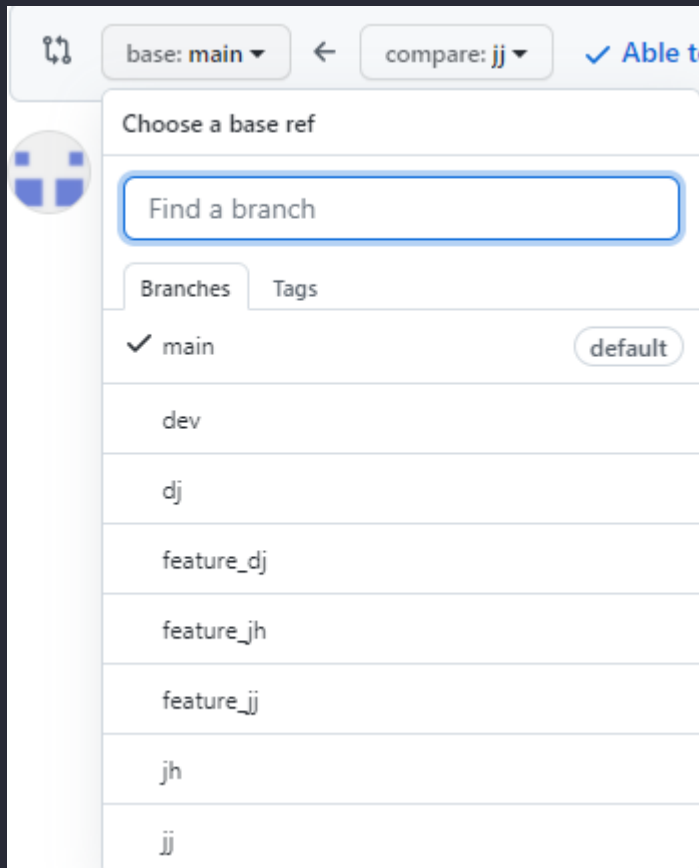 base: main compare: jj Able
Choose a base ref
Find a branch
Branches Tags
main default
dev
dj
feature_dj
feature_jh
feature_jj
jh
jj